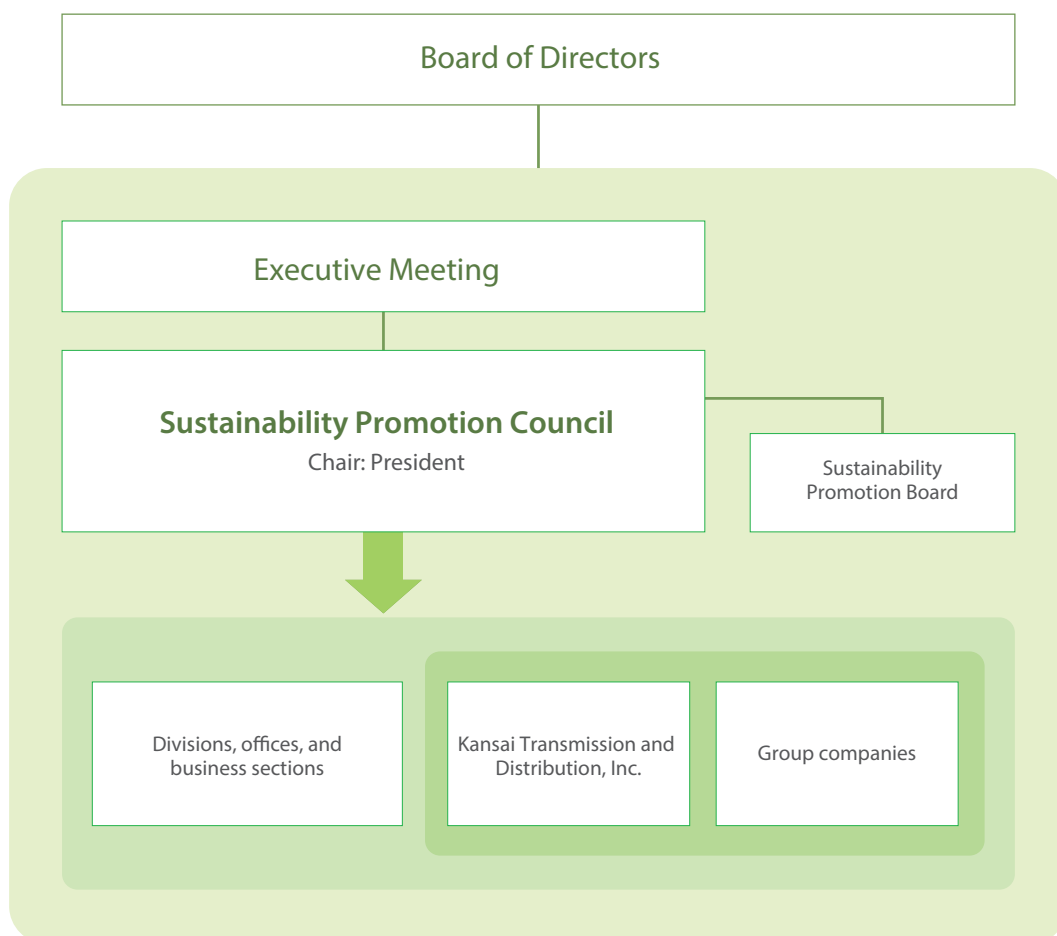 Board of Directors
Executive Meeting
Sustainability Promotion Council
Chair: President
Sustainability
Promotion Board
Divisions, offices, and
business sections
Kansai Transmission and
Distribution, Inc.
Group companies